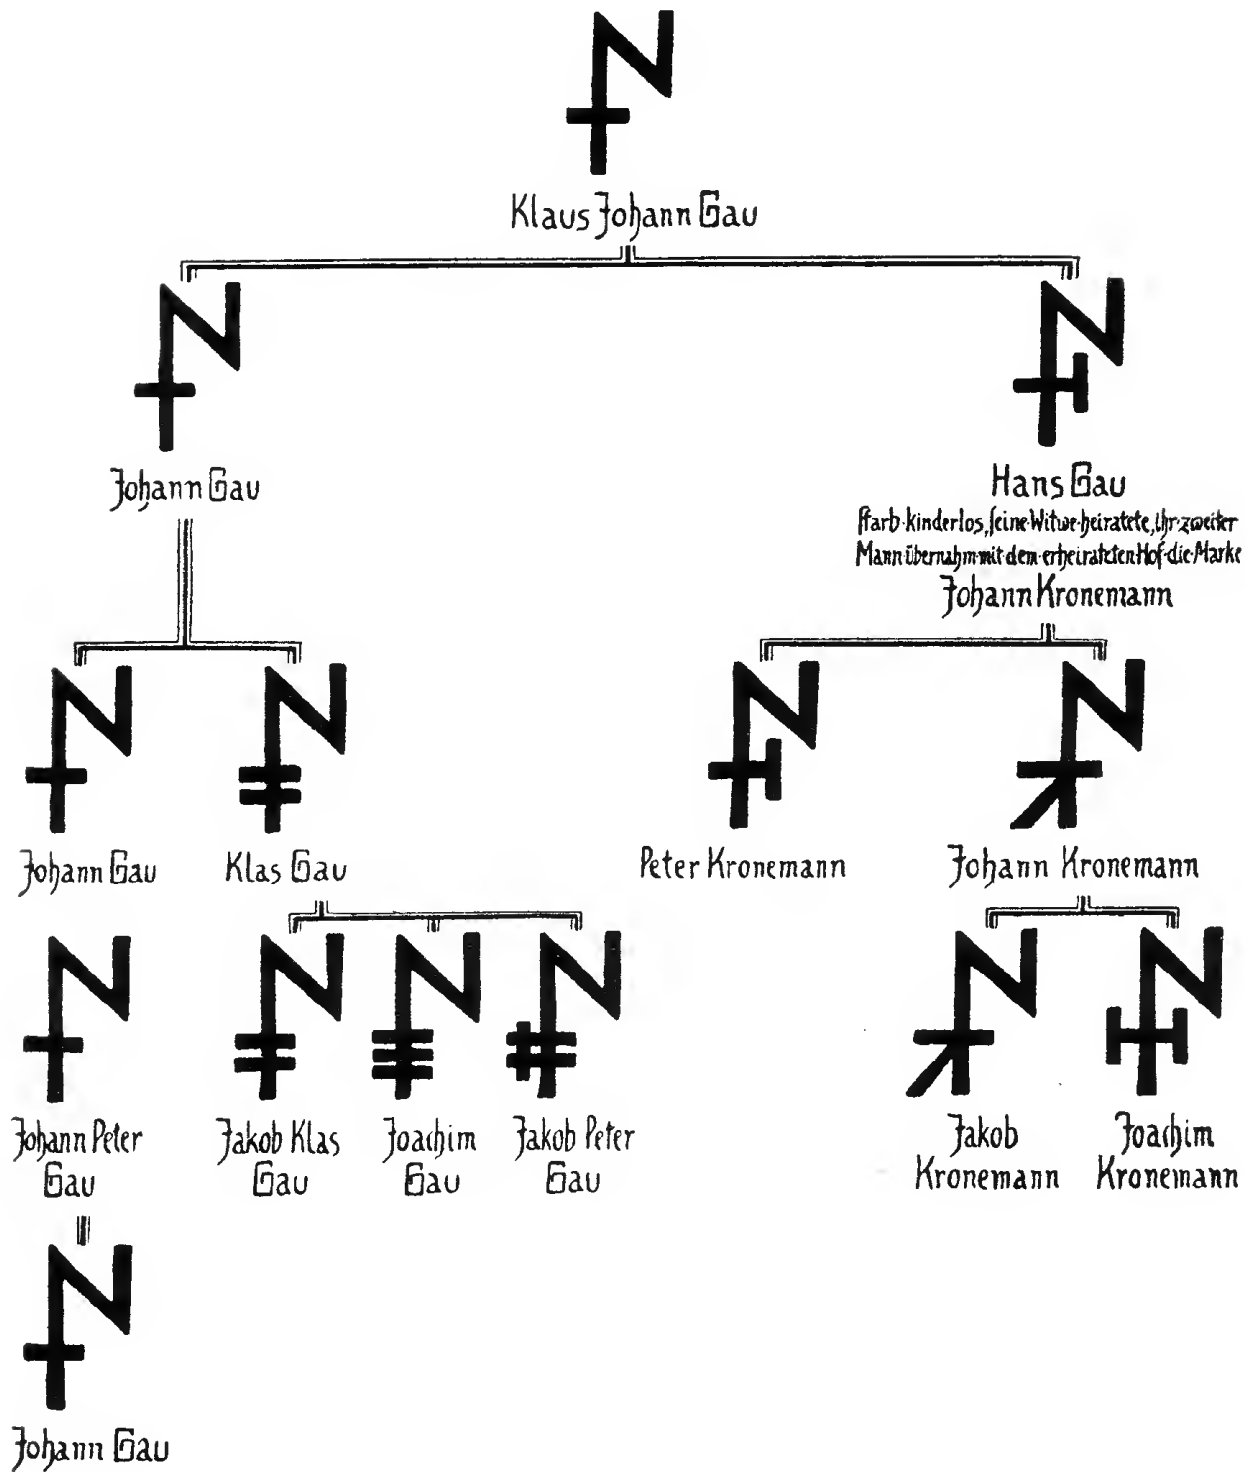 Klaus Johann Gau
Johann Gau
Hans Gau
starb kinderlos, seine Witwe heiratete, ihr zweiter
Mann übernahm mit dem erheirateten Hof die Marke
Johann Kronemann
Johann Gau
Klas Gau
Peter Kronemann
Johann Kronemann
Johann Peter
Gau
Jakob Klas
Gau
Joachim
Gau
Jakob Peter
Gau
Jakob
Kronemann
Joachim
Kronemann
Johann Gau